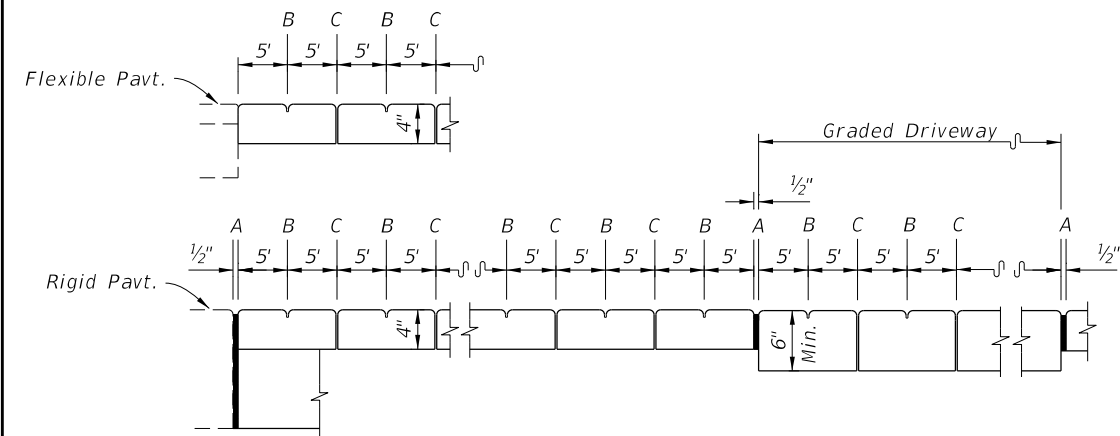 B C B C
5' 5' 5' 5'
Flexible Pavt.
4"
Graded Driveway
½"
A B C B C B C B C B A B C B C A
½" 5' 5' 5' 5' 5' 5' 5' 5' 5' 5' 5' 5' 5' ½"
Rigid Pavt.
4"
6" Min.